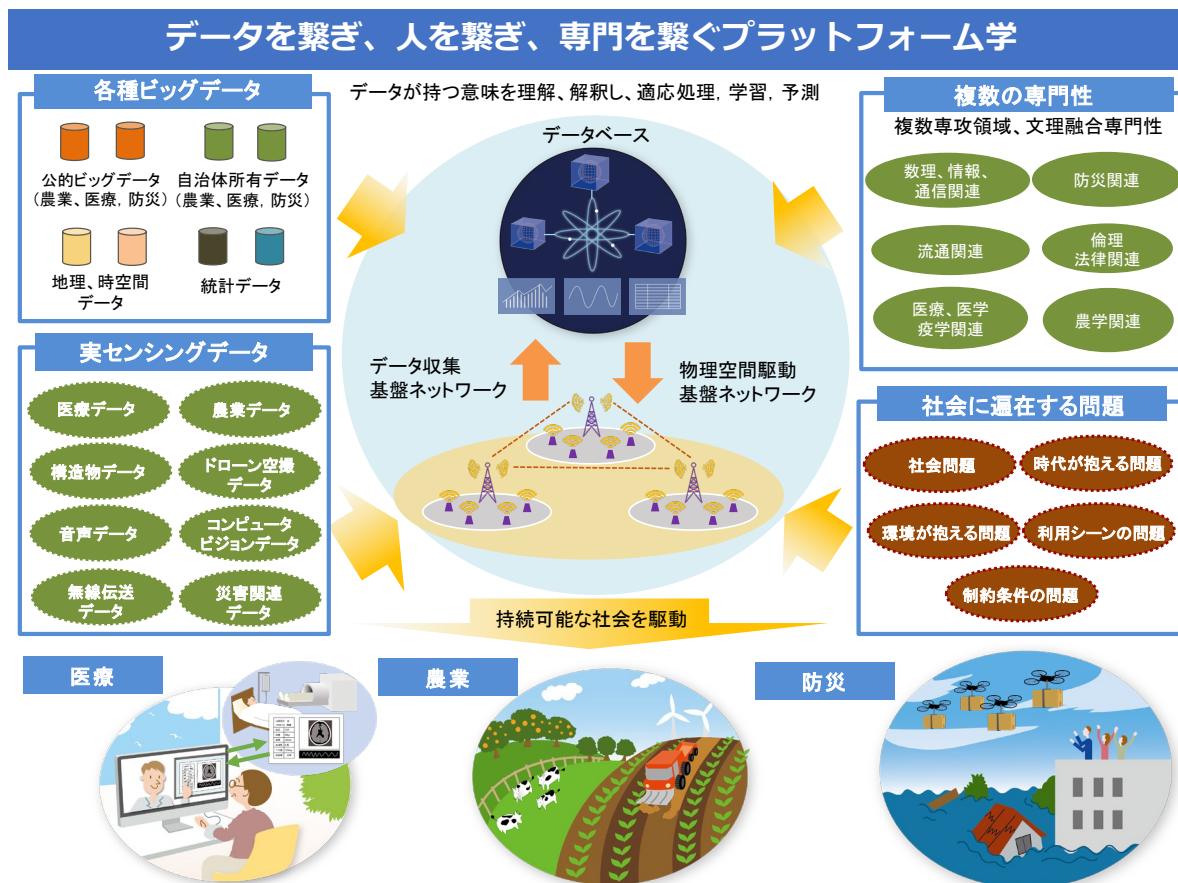 データを繋ぎ、人を繋ぎ、専門を繋ぐプラットフォーム学
各種ビッグデータ
公的ビッグデータ
（農業、医療, 防災）
自治体所有データ
（農業、医療, 防災）
地理、時空間
データ
統計データ
実センシングデータ
医療データ
農業データ
構造物データ
ドローン空撮
データ
音声データ
コンピュータ
ビジョンデータ
無線伝送
データ
災害関連
データ
データが持つ意味を理解、解釈し、適応処理, 学習, 予測
データベース
データ収集
基盤ネットワーク
物理空間駆動
基盤ネットワーク
持続可能な社会を駆動
複数の専門性
複数専攻領域、文理融合専門性
数理、情報、
通信関連
防災関連
流通関連
倫理
法律関連
医療、医学
疫学関連
農学関連
社会に遍在する問題
社会問題
時代が抱える問題
環境が抱える問題
利用シーンの問題
制約条件の問題
医療
農業
防災